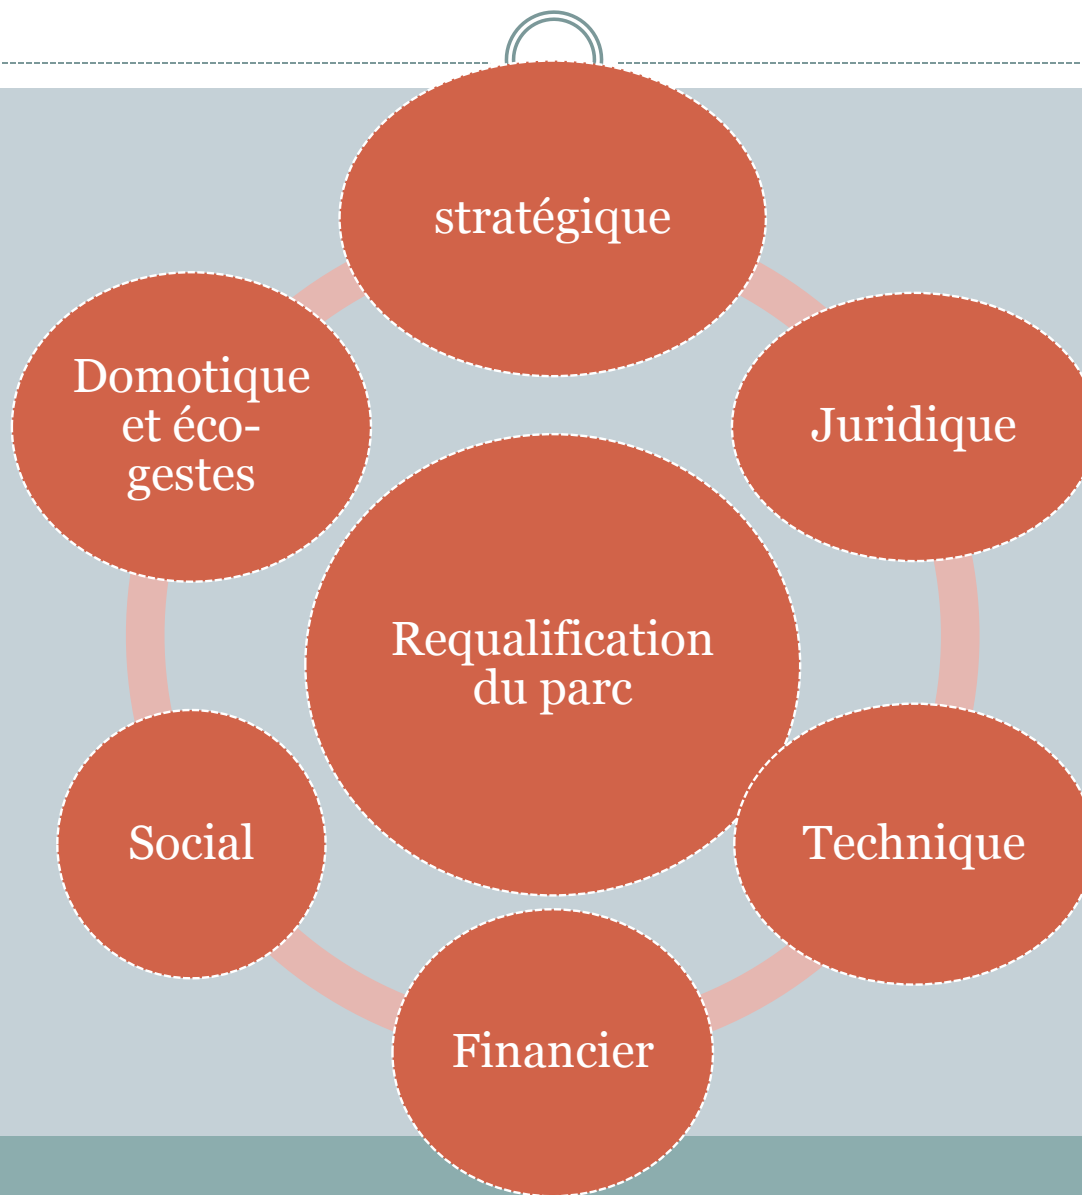 stratégique
Domotique
et éco-
gestes
Juridique
Requalification
du parc
Social
Technique
Financier